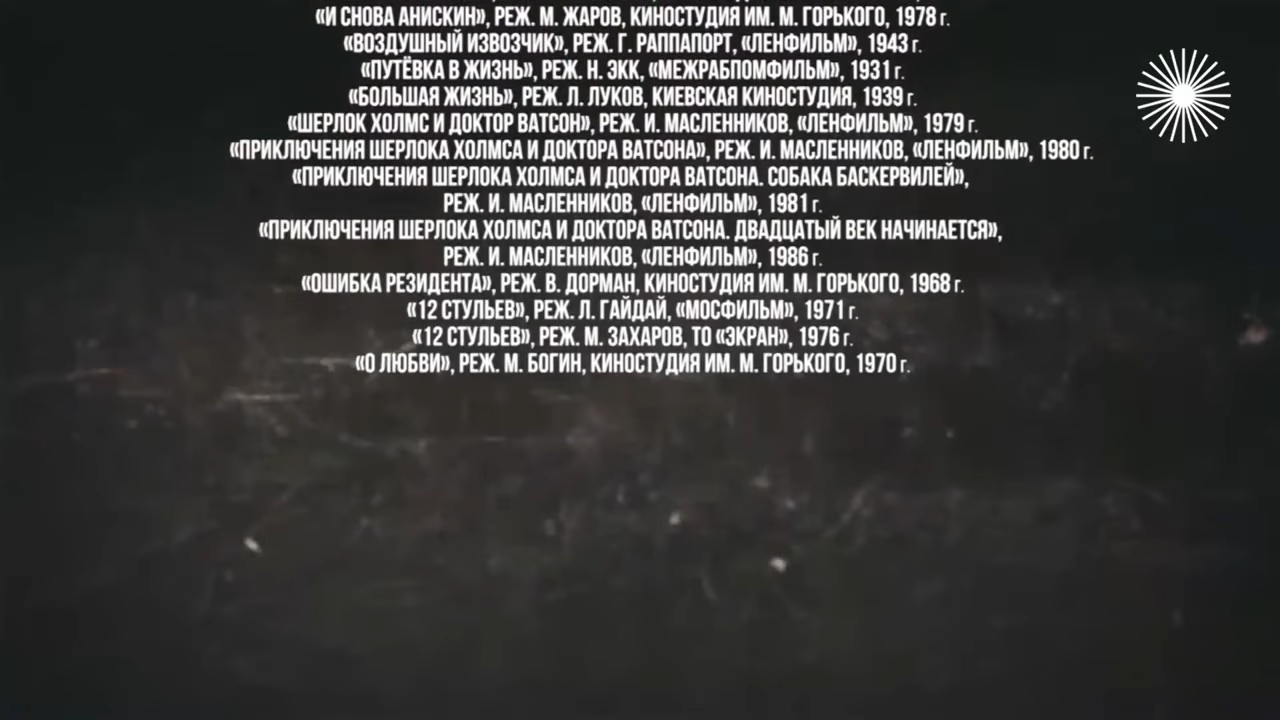 «И СНОВА АНИСКИН», РЕЖ. М. ЖАРОВ, КИНОСТУДИЯ ИМ. М. ГОРЬКОГО, 1978 г.
«ВОЗДУШНЫЙ ИЗВОЗЧИК», РЕЖ. Г. РАППАПОРТ, «ЛЕНФИЛЬМ», 1943 г.
«ПУТЁВКА В ЖИЗНЬ», РЕЖ. Н. ЭКК, «МЕЖРАБПОМФИЛЬМ», 1931 г.
«БОЛЬШАЯ ЖИЗНЬ», РЕЖ. Л. ЛУКОВ, КИЕВСКАЯ КИНОСТУДИЯ, 1939 г.
«ШЕРЛОК ХОЛМС И ДОКТОР ВАТСОН», РЕЖ. И. МАСЛЕННИКОВ, «ЛЕНФИЛЬМ», 1979 г.
«ПРИКЛЮЧЕНИЯ ШЕРЛОКА ХОЛМСА И ДОКТОРА ВАТСОНА», РЕЖ. И. МАСЛЕННИКОВ, «ЛЕНФИЛЬМ», 1980 г.
«ПРИКЛЮЧЕНИЯ ШЕРЛОКА ХОЛМСА И ДОКТОРА ВАТСОНА. СОБАКА БАСКЕРВИЛЕЙ»,
РЕЖ. И. МАСЛЕННИКОВ, «ЛЕНФИЛЬМ», 1981 г.
«ПРИКЛЮЧЕНИЯ ШЕРЛОКА ХОЛМСА И ДОКТОРА ВАТСОНА. ДВАДЦАТЫЙ ВЕК НАЧИНАЕТСЯ»,
РЕЖ. И. МАСЛЕННИКОВ, «ЛЕНФИЛЬМ», 1986 г.
«ОШИБКА РЕЗИДЕНТА», РЕЖ. В. ДОРМАН, КИНОСТУДИЯ ИМ. М. ГОРЬКОГО, 1968 г.
«12 СТУЛЬЕВ», РЕЖ. Л. ГАЙДАЙ, «МОСФИЛЬМ», 1971 г.
«12 СТУЛЬЕВ», РЕЖ. М. ЗАХАРОВ, ТО «ЭКРАН», 1976 г.
«О ЛЮБВИ», РЕЖ. М. БОГИН, КИНОСТУДИЯ ИМ. М. ГОРЬКОГО, 1970 г.